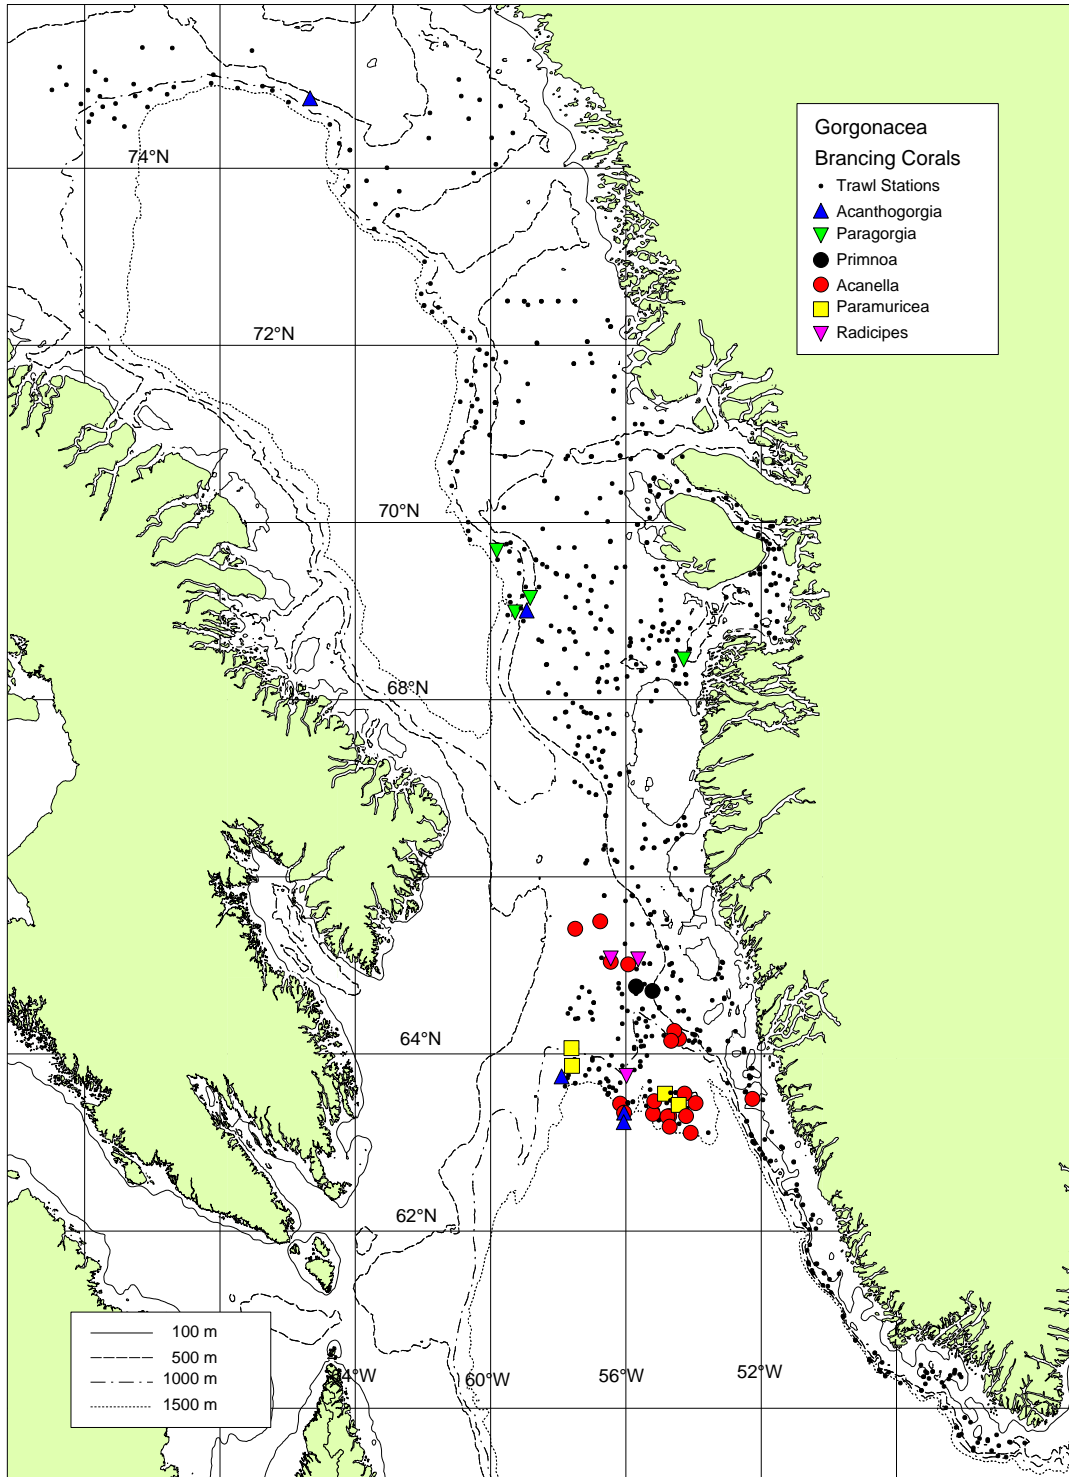 Gorgonacea
Brancing Corals
Trawl Stations
Acanthogorgia
Paragorgia
Primnoa
Acanella
Paramuricea
Radicipes
74°N
72°N
70°N
68°N
64°N
62°N
4°W
60°W
56°W
52°W
100 m
500 m
1000 m
1500 m